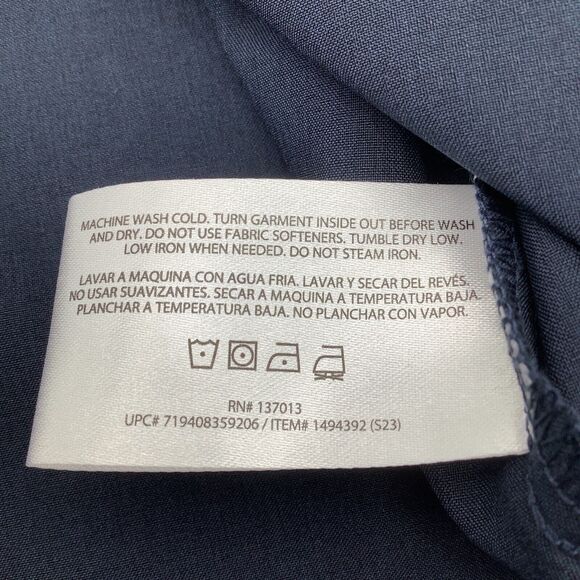 MACHINE WASH COLD. TURN GARMENT INSIDE OUT BEFORE WASH
AND DRY. DO NOT USE FABRIC SOFTENERS. TUMBLE DRY LOW.
LOW IRON WHEN NEEDED. DO NOT STEAM IRON.
LAVAR A MAQUINA CON AGUA FRIA. LAVAR Y SECAR DEL REVÉS.
NO USAR SUAVIZANTES. SECAR A MAQUINA A TEMPERATURA BAJA.
PLANCHAR A TEMPERATURA BAJA. NO PLANCHAR CON VAPOR.
RN# 137013
UPC# 719408359206 / ITEM# 1494392 (S23)